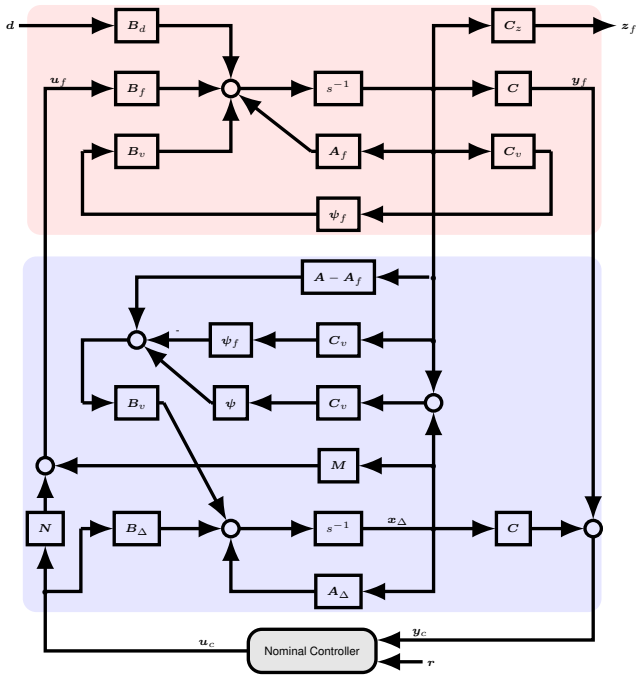 d B_d C_z z_f
u_f B_f s^{-1} C y_f
B_v A_f C_v
ψ_f
A − A_f
- ψ_f C_v
B_v ψ C_v
M
N B_Δ s^{-1} x_Δ C
A_Δ
u_c Nominal Controller y_c
r